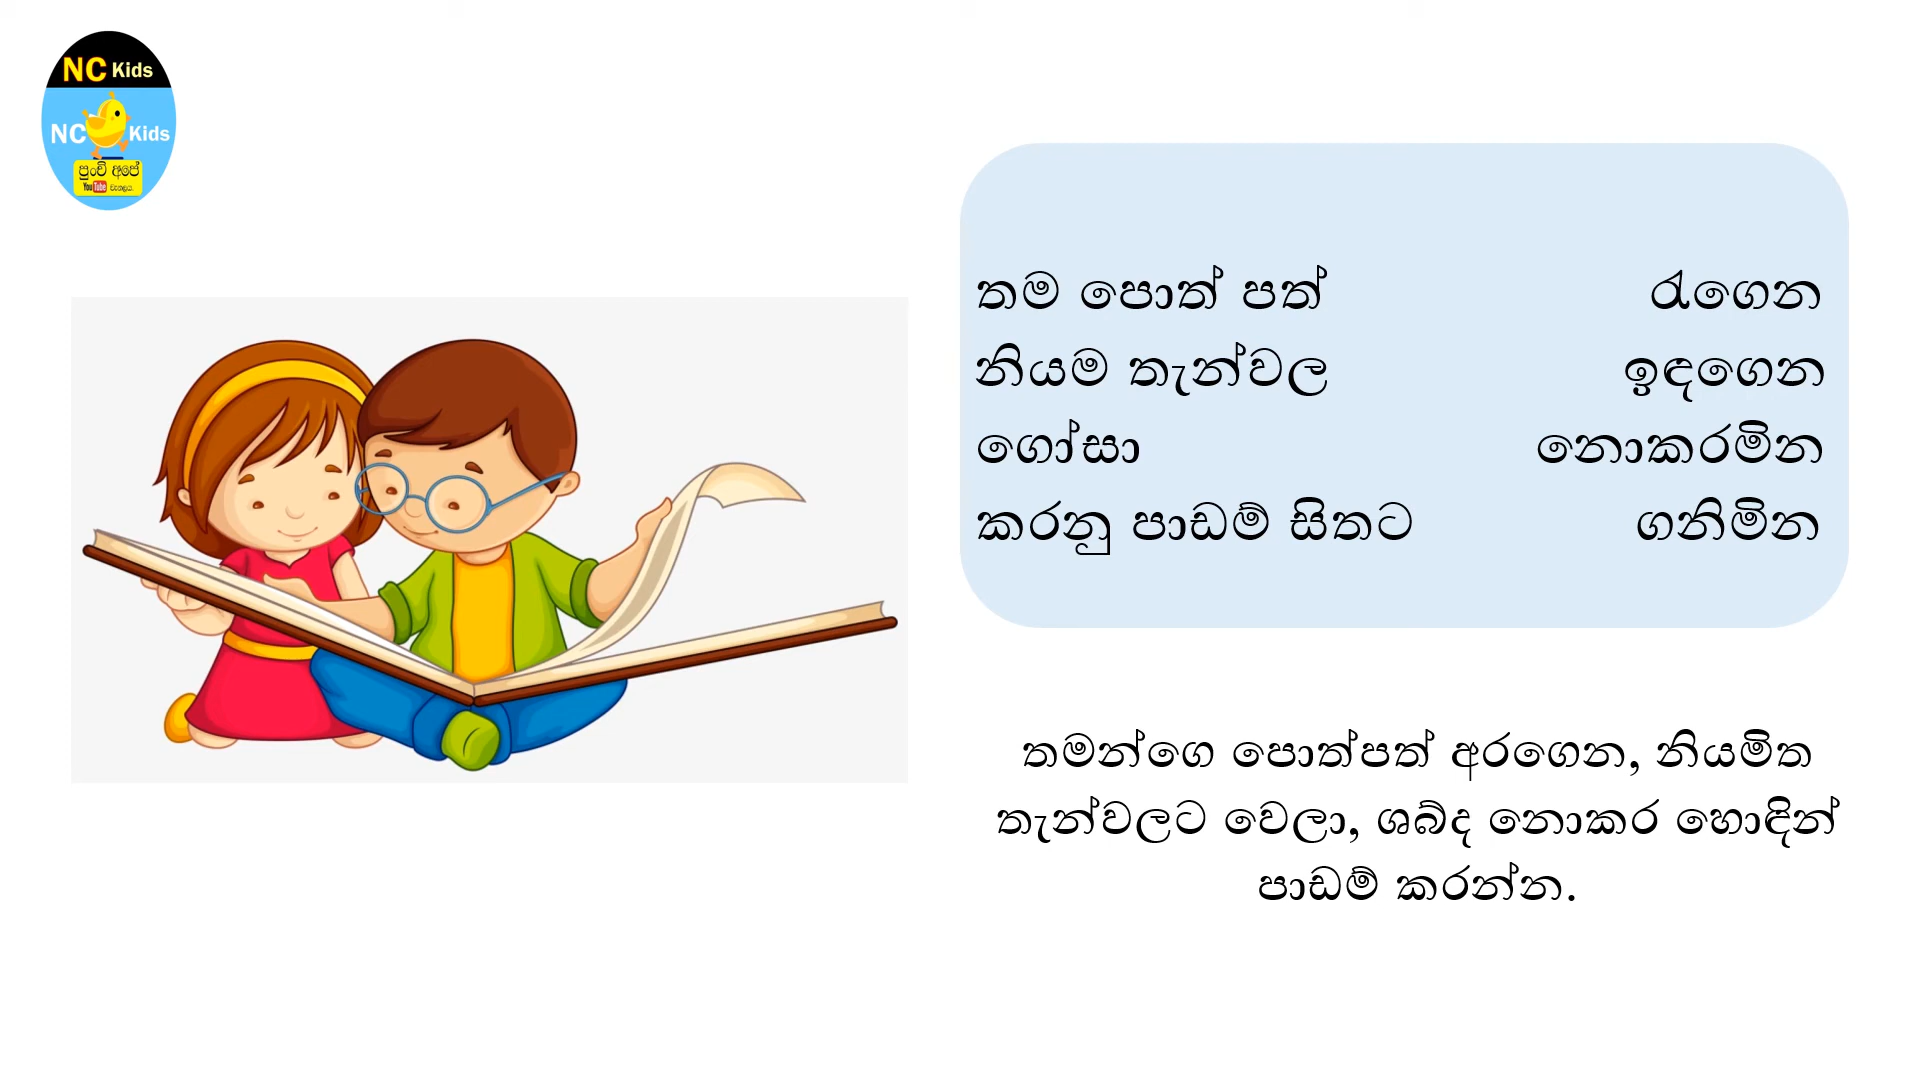 NC Kids
NC Kids
පුංචි අපේ
YouTube චැනලය.
තම පොත් පත් රැගෙන
නියම තැන්වල ඉඳගෙන
ගෝසා නොකරමින
කරනු පාඩම් සිතට ගනිමින
තමන්ගෙ පොත්පත් අරගෙන, නියමිත
තැන්වලට වෙලා, ශබ්ද නොකර හොඳින්
පාඩම් කරන්න.